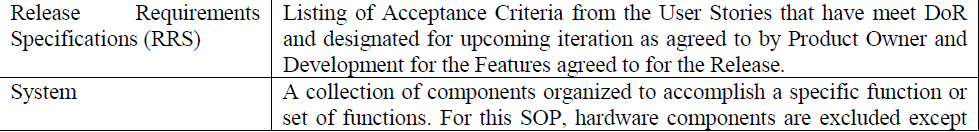 Release Requirements Specifications (RRS)
Listing of Acceptance Criteria from the User Stories that have meet DoR
and designated for upcoming iteration as agreed to by Product Owner and
Development for the Features agreed to for the Release.
System
A collection of components organized to accomplish a specific function or
set of functions. For this SOP, hardware components are excluded except